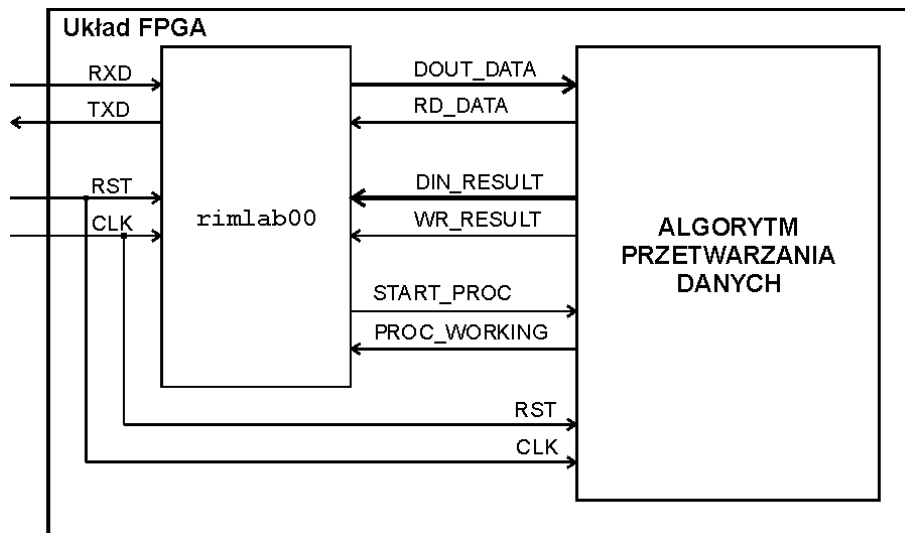 Układ FPGA
RXD
TXD
RST
CLK
rimlab00
DOUT_DATA
RD_DATA
DIN_RESULT
WR_RESULT
START_PROC
PROC_WORKING
RST
CLK
ALGORYTM
PRZETWARZANIA
DANYCH